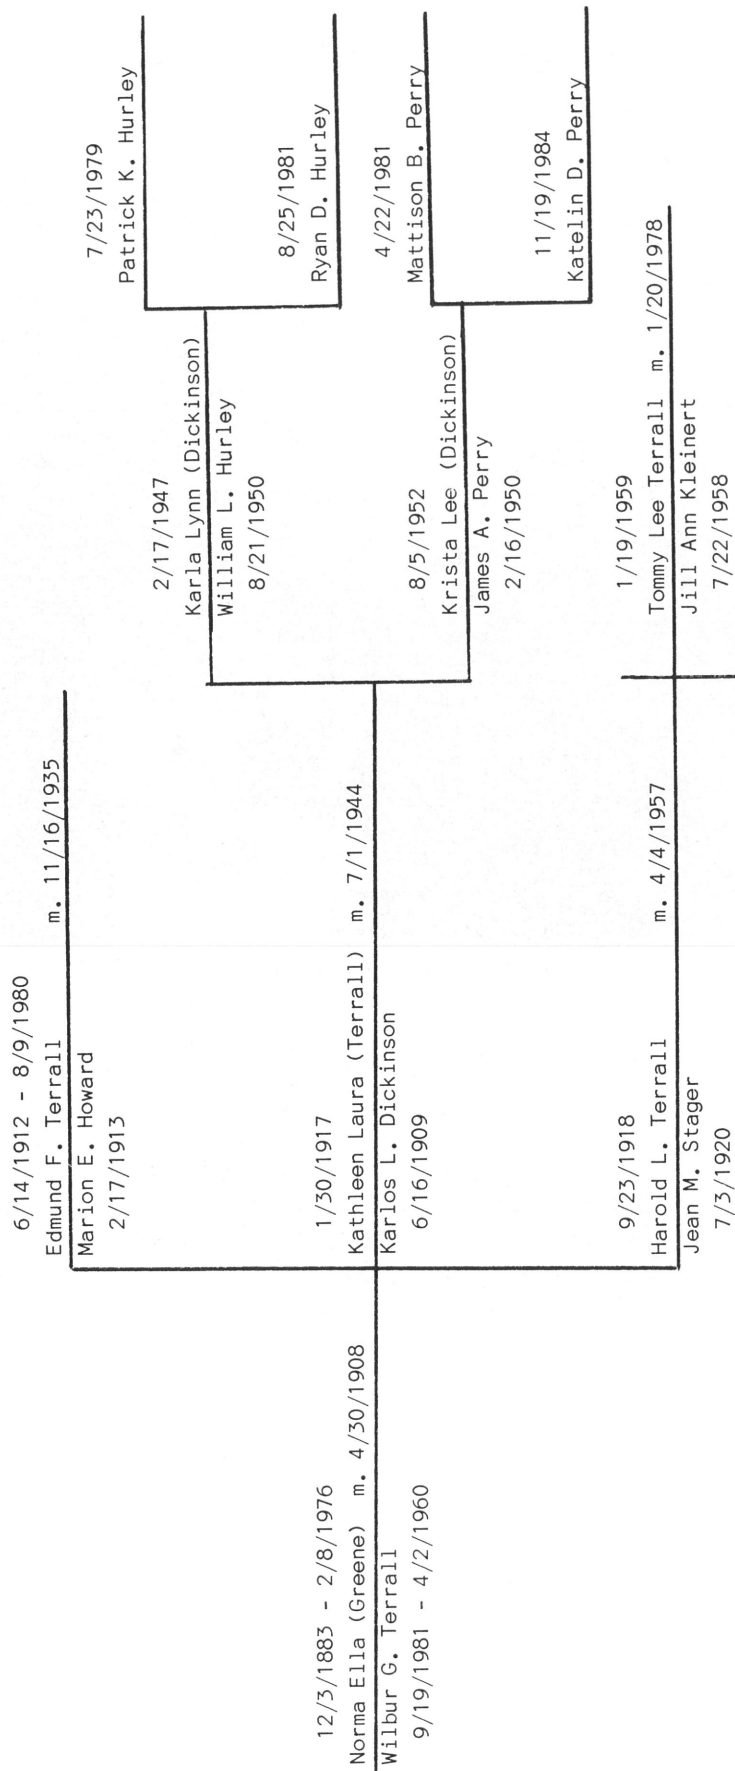 12/3/1883 - 2/8/1976
Norma Ella (Greene) m. 4/30/1908
Wilbur G. Terrall
9/19/1981 - 4/2/1960
6/14/1912 - 8/9/1980
Edmund F. Terrall m. 11/16/1935
Marion E. Howard
2/17/1913
1/30/1917
Kathleen Laura (Terrall) m. 7/1/1944
Karlos L. Dickinson
6/16/1909
9/23/1918
Harold L. Terrall m. 4/4/1957
Jean M. Stager
7/3/1920
2/17/1947
Karla Lynn (Dickinson)
William L. Hurley
8/21/1950
8/5/1952
Krista Lee (Dickinson)
James A. Perry
2/16/1950
1/19/1959
Tommy Lee Terrall m. 1/20/1978
Jill Ann Kleinert
7/22/1958
7/23/1979
Patrick K. Hurley
8/25/1981
Ryan D. Hurley
4/22/1981
Mattison B. Perry
11/19/1984
Katelin D. Perry